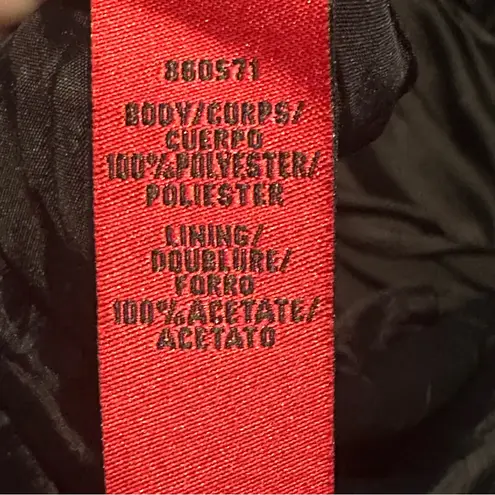 860571
BODY/CORPS/
CUERPO
100%POLYESTER/
POLIESTER
LINING/
DOUBLURE/
FORRO
100%ACETATE/
ACETATO